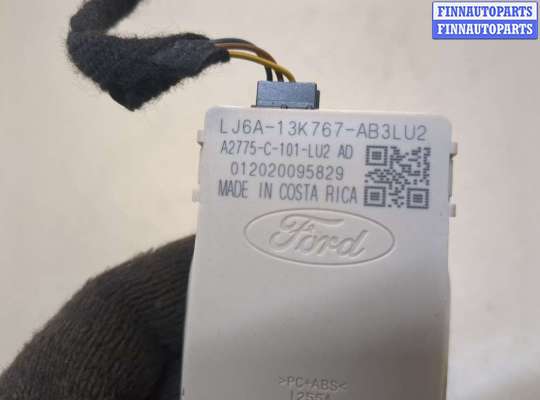 FINNAUTOPARTS
FINNAUTOPARTS
LJ6A-13K767-AB3LU2
A2775-C-101-LU2 AD
012020095829
MADE IN COSTA RICA
Ford
>PC+ABS<